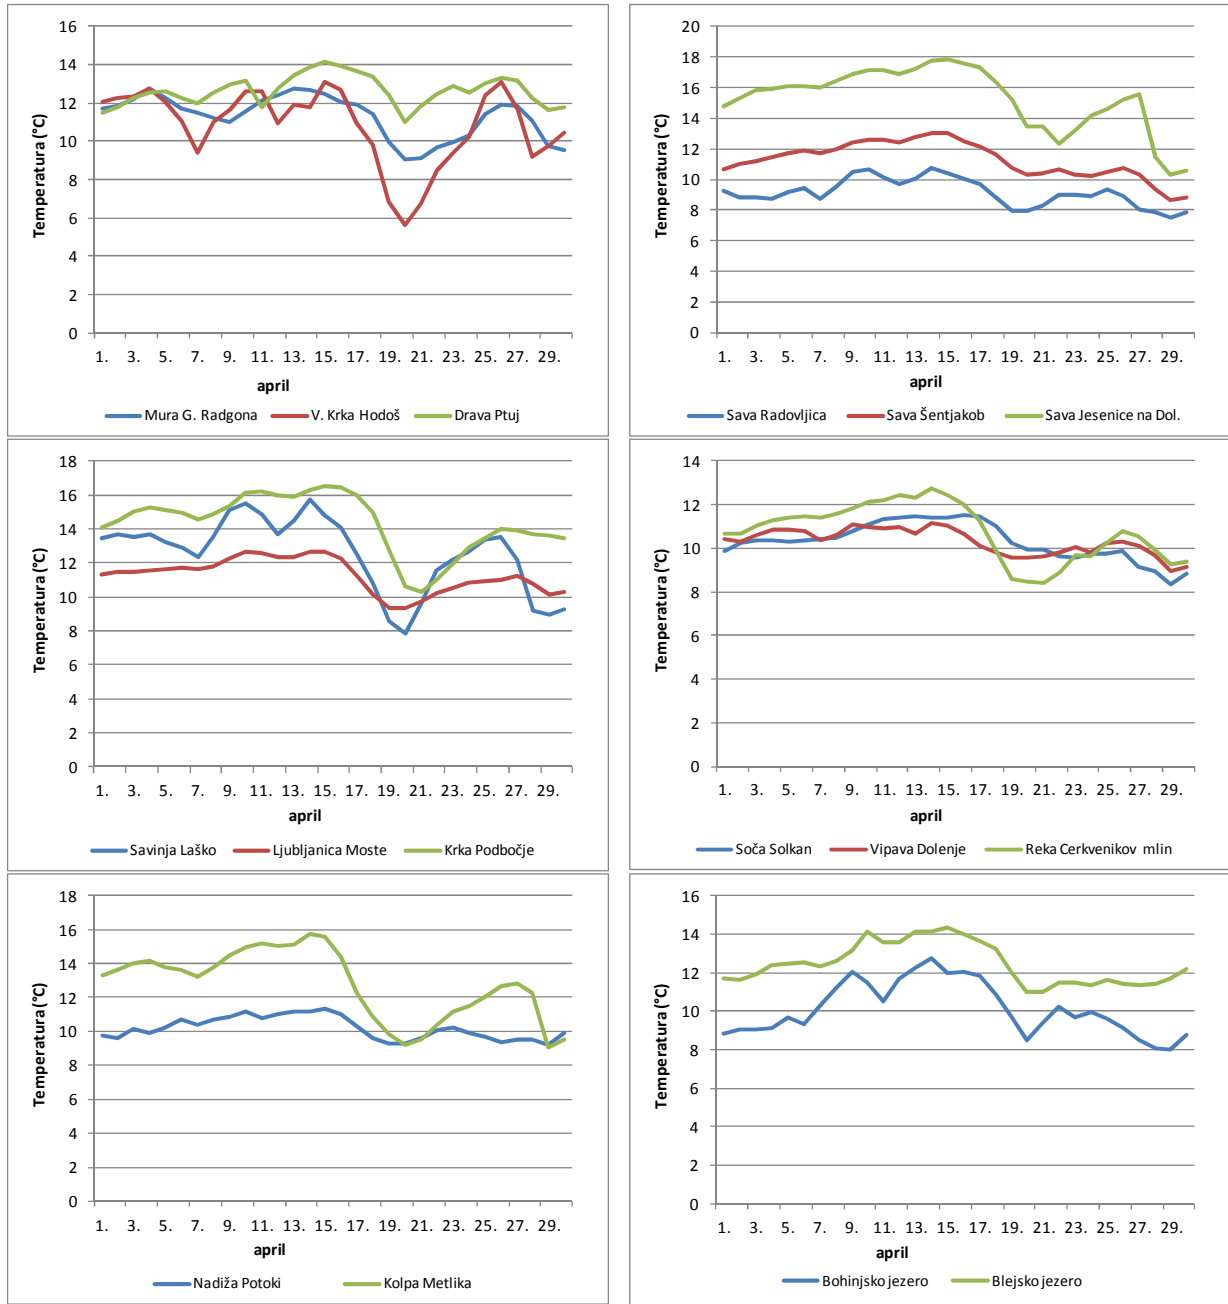 16
14
12
10
8
6
4
2
0
Temperatura (°C)
1. 3. 5. 7. 9. 11. 13. 15. 17. 19. 21. 23. 25. 27. 29.
april
Mura G. Radgona V. Krka Hodoš Drava Ptuj
20
18
16
14
12
10
8
6
4
2
0
Temperatura (°C)
1. 3. 5. 7. 9. 11. 13. 15. 17. 19. 21. 23. 25. 27. 29.
april
Sava Radovljica Sava Šentjakob Sava Jesenice na Dol.
18
16
14
12
10
8
6
4
2
0
Temperatura (°C)
1. 3. 5. 7. 9. 11. 13. 15. 17. 19. 21. 23. 25. 27. 29.
april
Savinja Laško Ljubljanica Moste Krka Podbočje
14
12
10
8
6
4
2
0
Temperatura (°C)
1. 3. 5. 7. 9. 11. 13. 15. 17. 19. 21. 23. 25. 27. 29.
april
Soča Solkan Vipava Dolenje Reka Cerkvenikov mlin
18
16
14
12
10
8
6
4
2
0
Temperatura (°C)
1. 3. 5. 7. 9. 11. 13. 15. 17. 19. 21. 23. 25. 27. 29.
april
Nadiža Potoki Kolpa Metlika
16
14
12
10
8
6
4
2
0
Temperatura (°C)
1. 3. 5. 7. 9. 11. 13. 15. 17. 19. 21. 23. 25. 27. 29.
april
Bohinjsko jezero Blejsko jezero